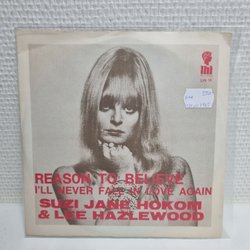 REASON TO BELIEVE
I'LL NEVER FALL IN LOVE AGAIN
SUZI JANE HOKOM
& LEE HAZLEWOOD